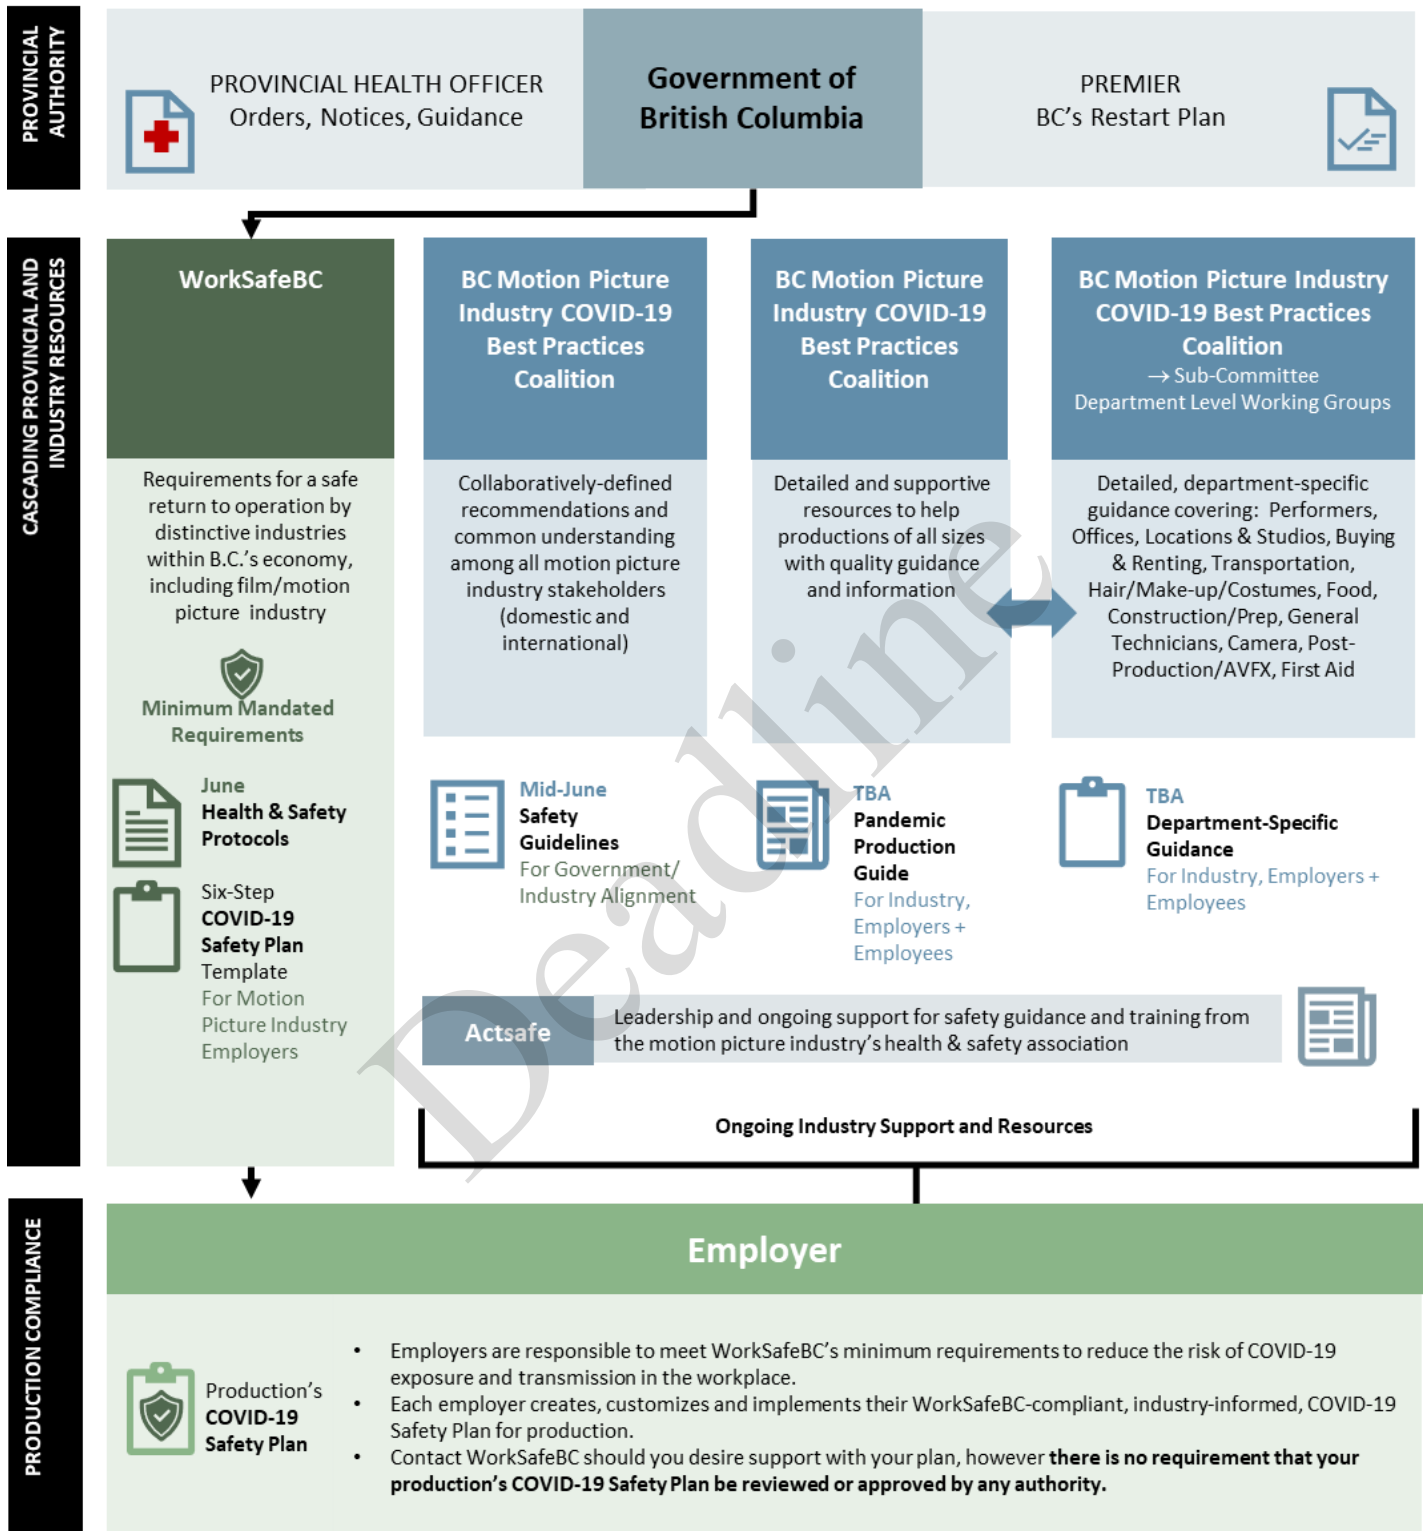 PROVINCIAL
AUTHORITY
PROVINCIAL HEALTH OFFICER
Orders, Notices, Guidance
Government of
British Columbia
PREMIER
BC's Restart Plan
CASCADING PROVINCIAL AND
INDUSTRY RESOURCES
WorkSafeBC
Requirements for a safe
return to operation by
distinctive industries
within B.C.'s economy,
including film/motion
picture industry
Minimum Mandated
Requirements
June
Health & Safety
Protocols
Six-Step
COVID-19
Safety Plan
Template
For Motion
Picture Industry
Employers
BC Motion Picture
Industry COVID-19
Best Practices
Coalition
Collaboratively-defined
recommendations and
common understanding
among all motion picture
industry stakeholders
(domestic and
international)
Mid-June
Safety
Guidelines
For Government/
Industry Alignment
BC Motion Picture
Industry COVID-19
Best Practices
Coalition
Detailed and supportive
resources to help
productions of all sizes
with quality guidance
and information
TBA
Pandemic
Production
Guide
For Industry,
Employers +
Employees
BC Motion Picture Industry
COVID-19 Best Practices
Coalition
→ Sub-Committee
Department Level Working Groups
Detailed, department-specific
guidance covering: Performers,
Offices, Locations & Studios, Buying
& Renting, Transportation,
Hair/Make-up/Costumes, Food,
Construction/Prep, General
Technicians, Camera, Post-
Production/AVFX, First Aid
TBA
Department-Specific
Guidance
For Industry, Employers +
Employees
Actsafe
Leadership and ongoing support for safety guidance and training from
the motion picture industry's health & safety association
Ongoing Industry Support and Resources
Deadline
PRODUCTION COMPLIANCE
Employer
Production's
COVID-19
Safety Plan
• Employers are responsible to meet WorkSafeBC's minimum requirements to reduce the risk of COVID-19
exposure and transmission in the workplace.
• Each employer creates, customizes and implements their WorkSafeBC-compliant, industry-informed, COVID-19
Safety Plan for production.
• Contact WorkSafeBC should you desire support with your plan, however there is no requirement that your
production's COVID-19 Safety Plan be reviewed or approved by any authority.